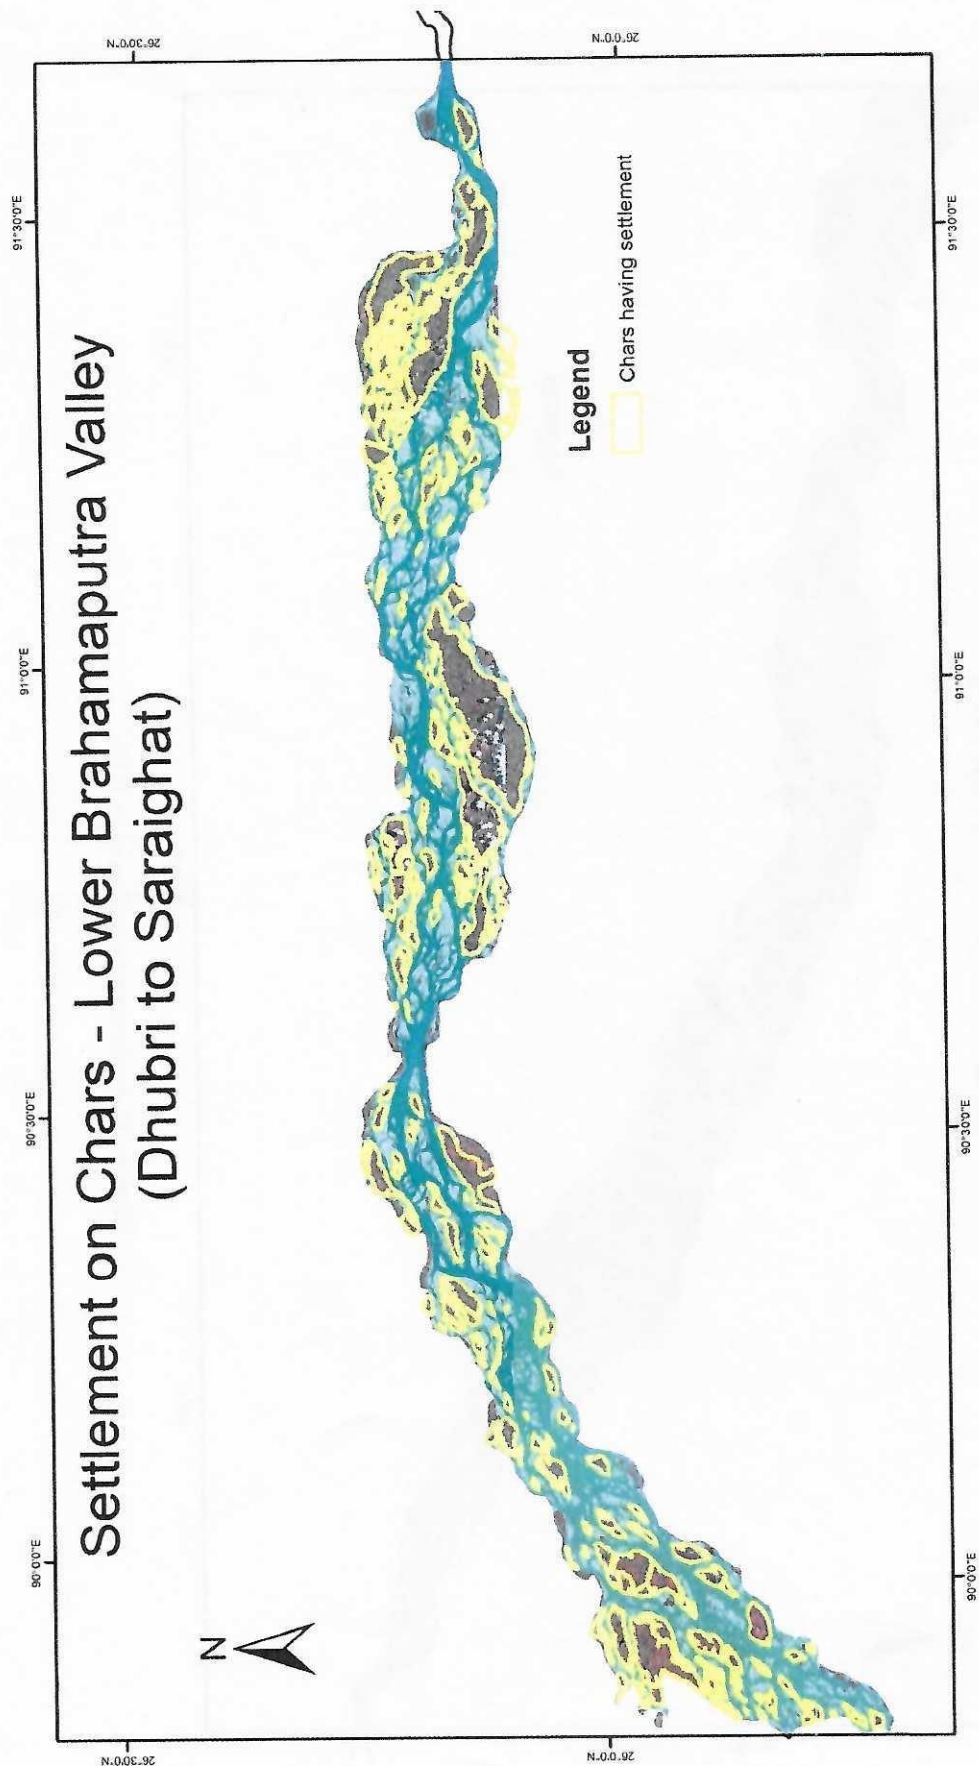 Settlement on Chars - Lower Brahamaputra Valley
(Dhubri to Saraighat)
N
90°0'0"E
90°30'0"E
91°0'0"E
91°30'0"E
26°30'0"N
26°30'0"N
26°0'0"N
26°0'0"N
Legend
Chars having settlement
90°0'0"E
90°30'0"E
91°0'0"E
91°30'0"E